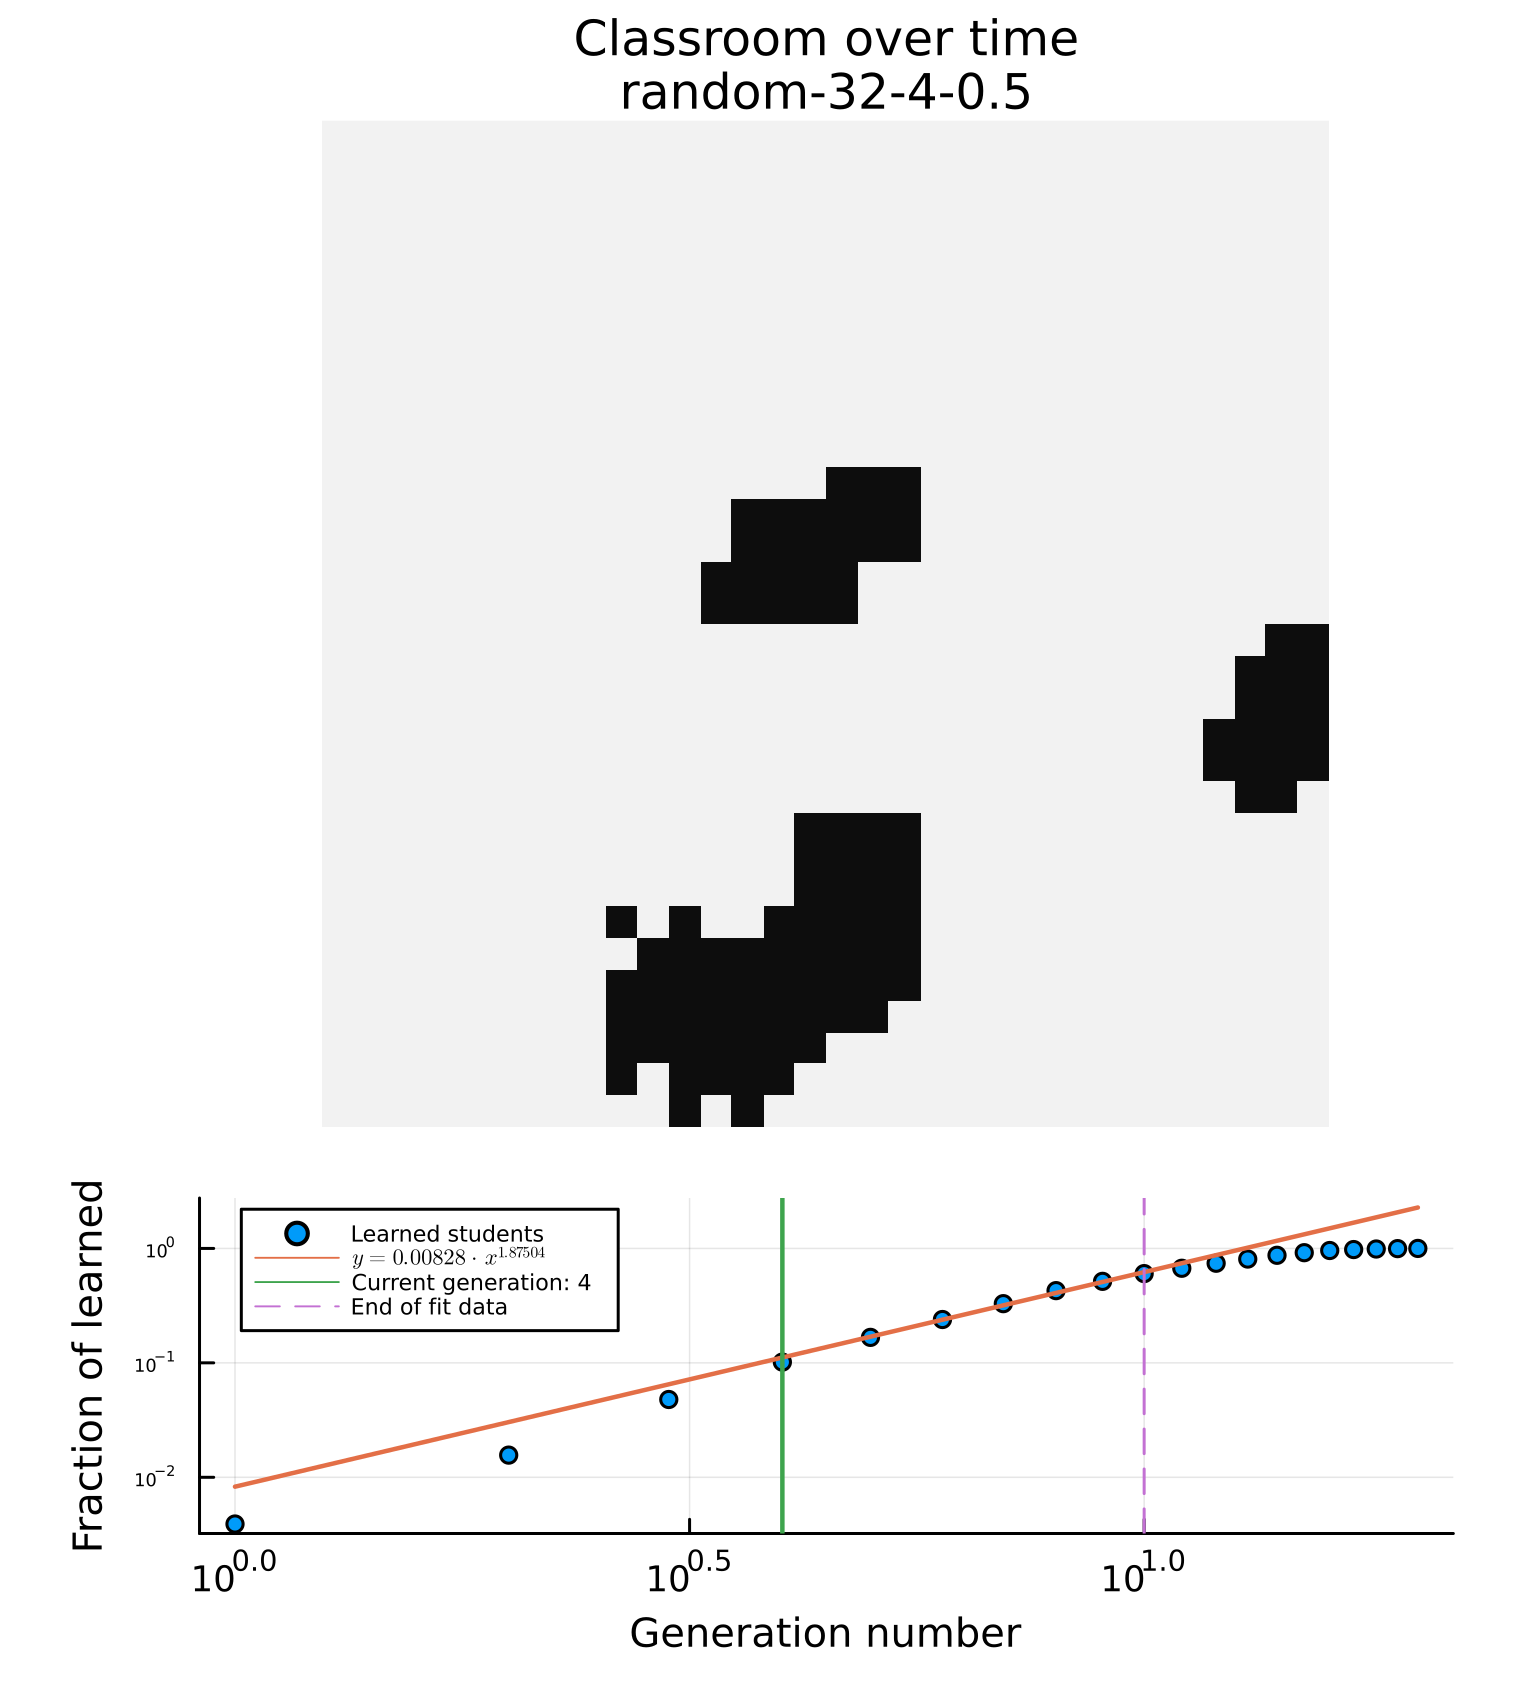 Classroom over time
random-32-4-0.5
Fraction of learned
10⁰
10⁻¹
10⁻²
Learned students
y = 0.00828 · x^1.87504
Current generation: 4
End of fit data
10^0.0
10^0.5
10^1.0
Generation number